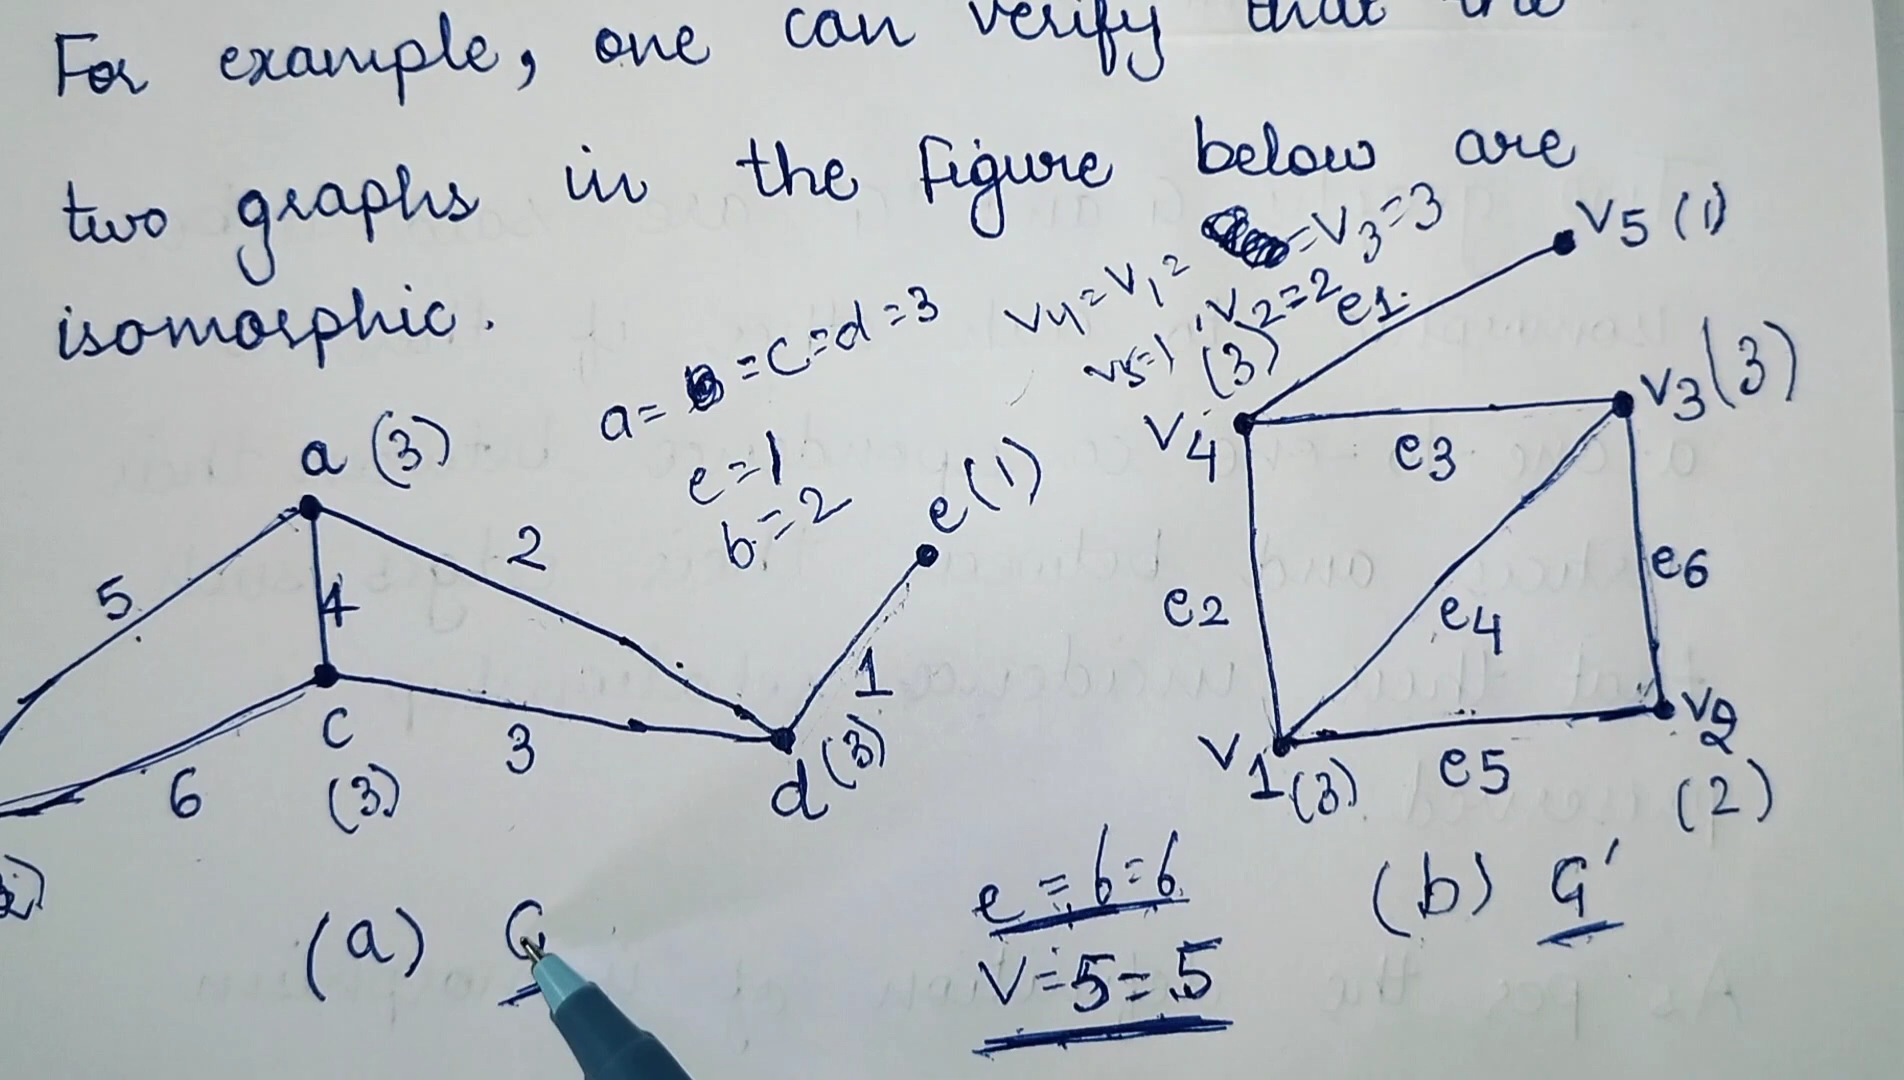 For example, one can verify that the
two graphs in the figure below are
isomorphic.
a = = c = d = 3
e = 1
b = 2
v4 = v1 = = v3 = 3
v5 = 1, v2 = 2
a (3)
5
4
2
c
(3)
6
3
d (3)
1
e (1)
(a) G
v5 (1)
e1
(3)
v4
e3
v3 (3)
e2
e4
e6
v1 (3)
e5
v2
(2)
(b) G'
e = 6 = 6
v = 5 = 5